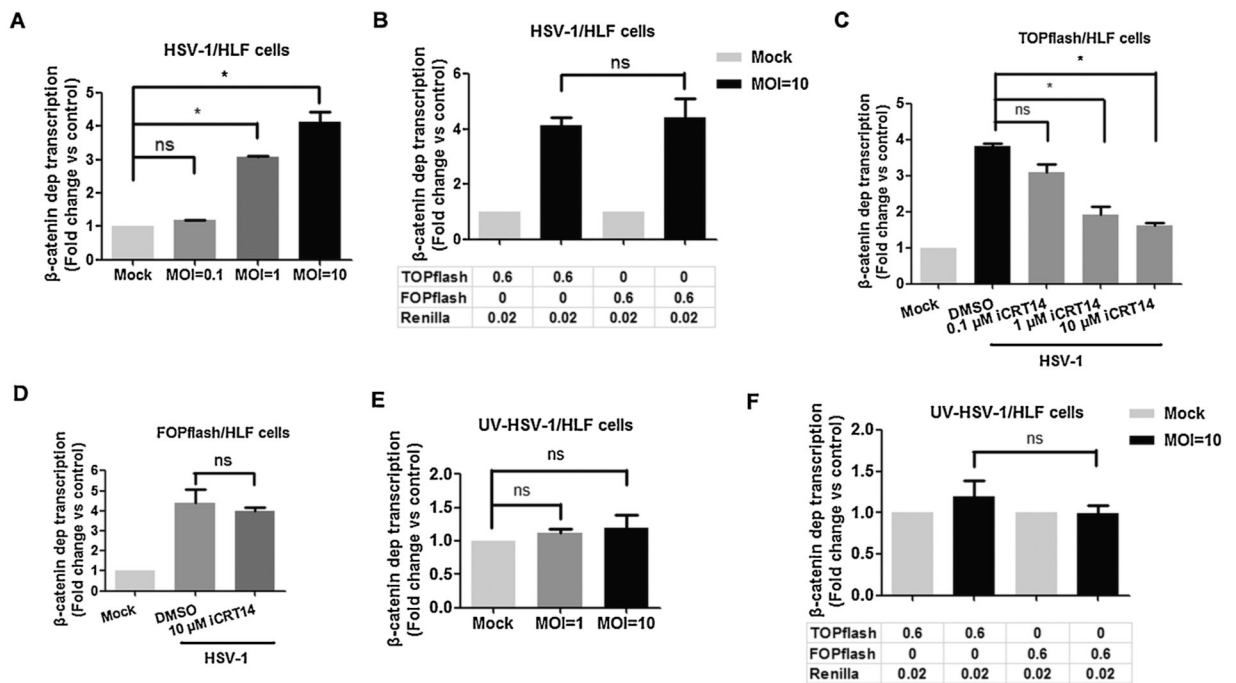 A
HSV-1/HLF cells
β-catenin dep transcription
(Fold change vs control)
5
4
3
2
1
0
*
*
ns
Mock
MOI=0.1
MOI=1
MOI=10
B
HSV-1/HLF cells
Mock
MOI=10
β-catenin dep transcription
(Fold change vs control)
6
4
2
0
ns
TOPflash 0.6 0.6 0 0
FOPflash 0 0 0.6 0.6
Renilla 0.02 0.02 0.02 0.02
C
TOPflash/HLF cells
β-catenin dep transcription
(Fold change vs control)
5
4
3
2
1
0
*
*
ns
Mock
DMSO
0.1 μM iCRT14
1 μM iCRT14
10 μM iCRT14
HSV-1
D
FOPflash/HLF cells
β-catenin dep transcription
(Fold change vs control)
6
5
4
3
2
1
0
ns
Mock
DMSO
10 μM iCRT14
HSV-1
E
UV-HSV-1/HLF cells
β-catenin dep transcription
(Fold change vs control)
2.0
1.5
1.0
0.5
0.0
ns
ns
Mock
MOI=1
MOI=10
F
UV-HSV-1/HLF cells
Mock
MOI=10
β-catenin dep transcription
(Fold change vs control)
2.0
1.5
1.0
0.5
0.0
ns
TOPflash 0.6 0.6 0 0
FOPflash 0 0 0.6 0.6
Renilla 0.02 0.02 0.02 0.02